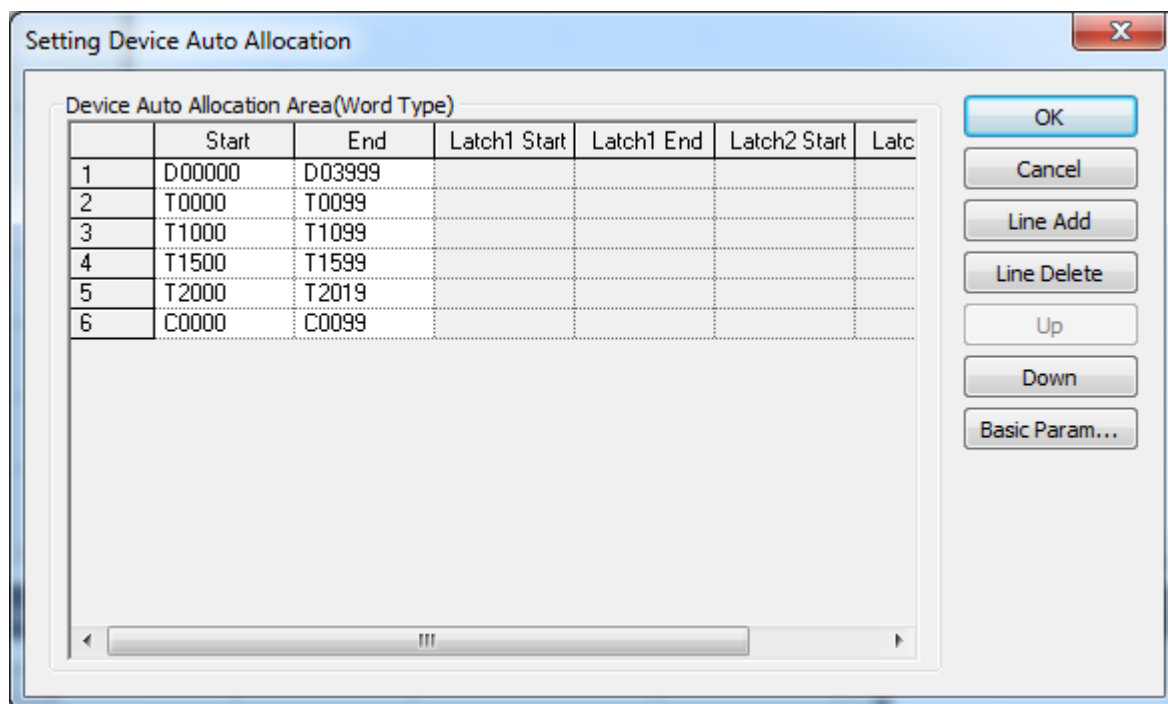 Setting Device Auto Allocation
Device Auto Allocation Area(Word Type)
Start End Latch1 Start Latch1 End Latch2 Start Latc
1 D00000 D03999
2 T0000 T0099
3 T1000 T1099
4 T1500 T1599
5 T2000 T2019
6 C0000 C0099
OK
Cancel
Line Add
Line Delete
Up
Down
Basic Param...